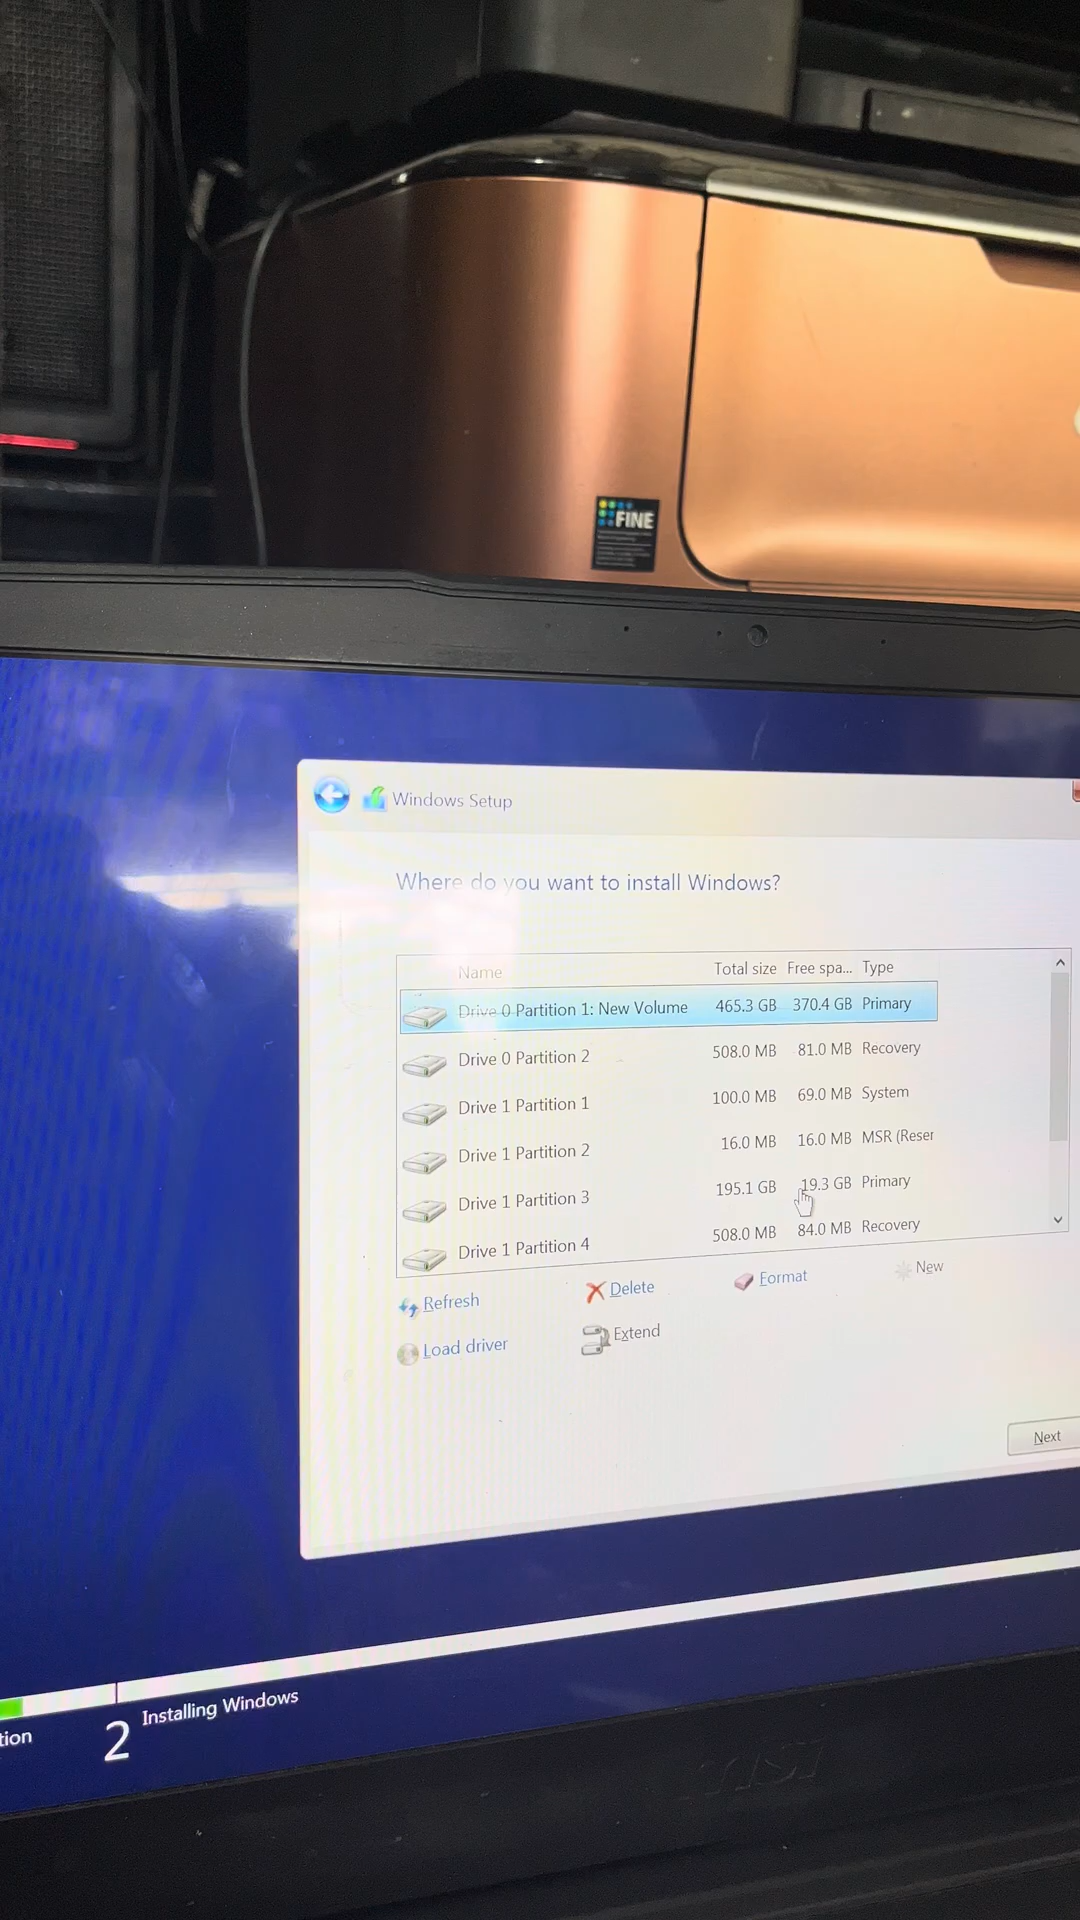 FINE
Windows Setup
Where do you want to install Windows?
Name Total size Free spa... Type
Drive 0 Partition 1: New Volume 465.3 GB 370.4 GB Primary
Drive 0 Partition 2 508.0 MB 81.0 MB Recovery
Drive 1 Partition 1 100.0 MB 69.0 MB System
Drive 1 Partition 2 16.0 MB 16.0 MB MSR (Reser
Drive 1 Partition 3 195.1 GB 19.3 GB Primary
Drive 1 Partition 4 508.0 MB 84.0 MB Recovery
Refresh Delete Format New
Load driver Extend
Next
tion 2 Installing Windows
msi